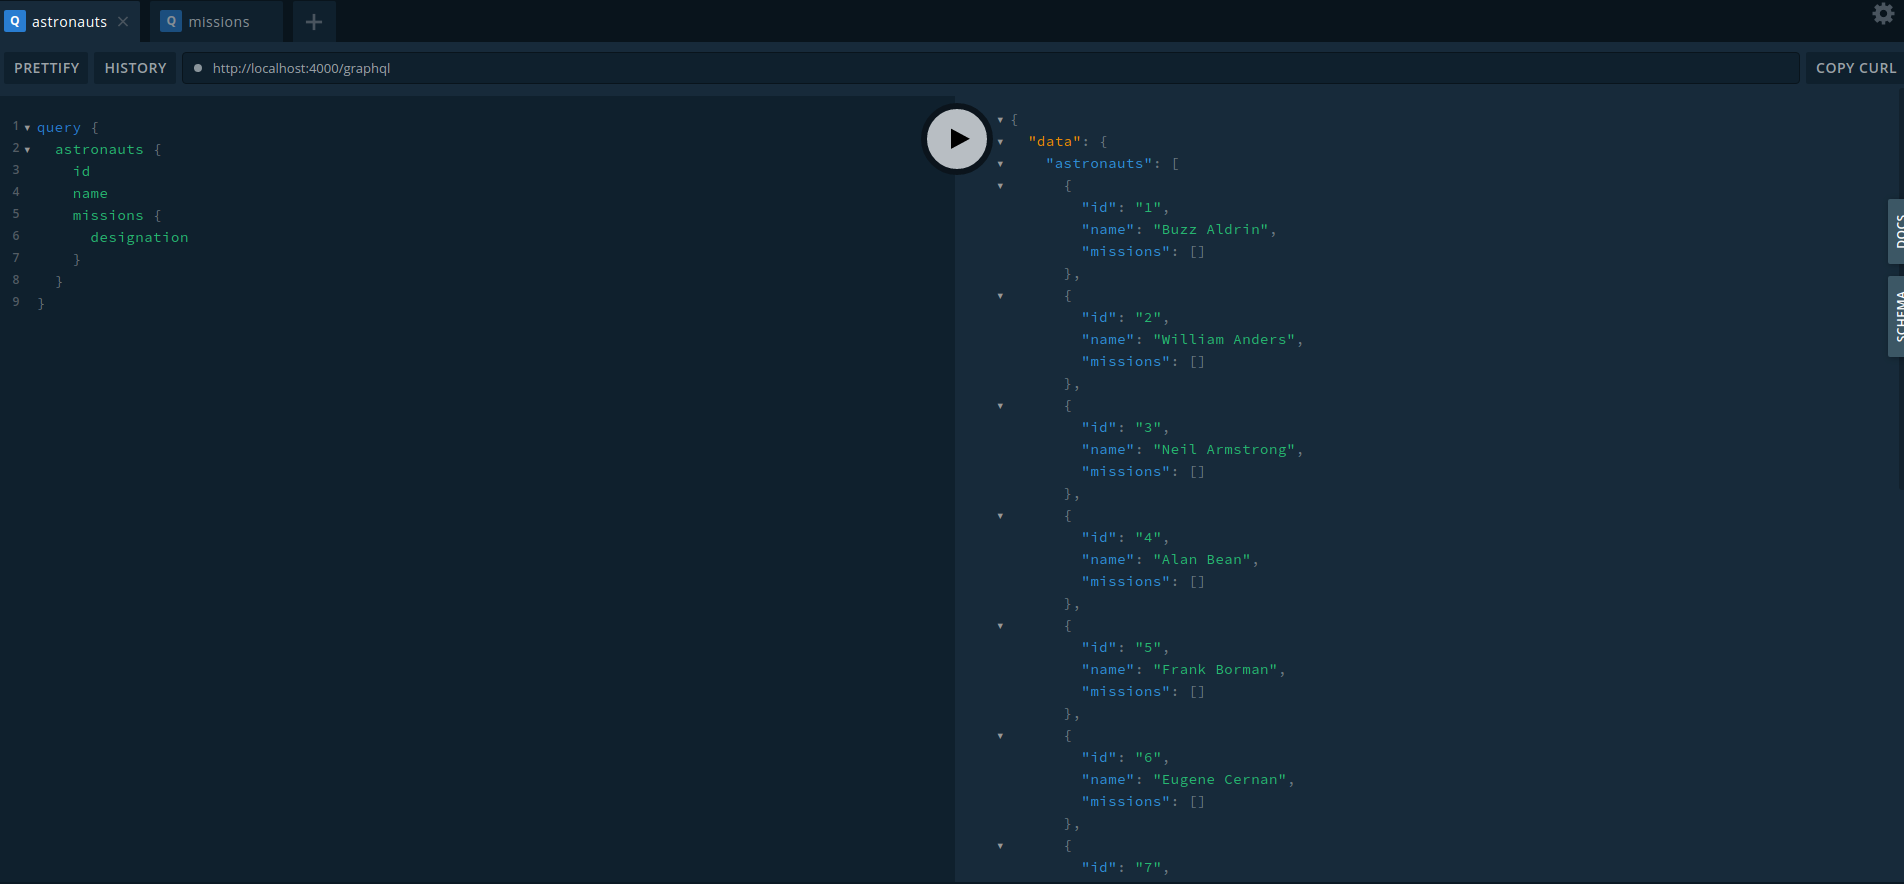 Q astronauts × Q missions +
PRETTIFY HISTORY http://localhost:4000/graphql COPY CURL
1 query {
2 astronauts {
3 id
4 name
5 missions {
6 designation
7 }
8 }
9 }
{
"data": {
"astronauts": [
{
"id": "1",
"name": "Buzz Aldrin",
"missions": []
},
{
"id": "2",
"name": "William Anders",
"missions": []
},
{
"id": "3",
"name": "Neil Armstrong",
"missions": []
},
{
"id": "4",
"name": "Alan Bean",
"missions": []
},
{
"id": "5",
"name": "Frank Borman",
"missions": []
},
{
"id": "6",
"name": "Eugene Cernan",
"missions": []
},
{
"id": "7",
DOCS
SCHEMA